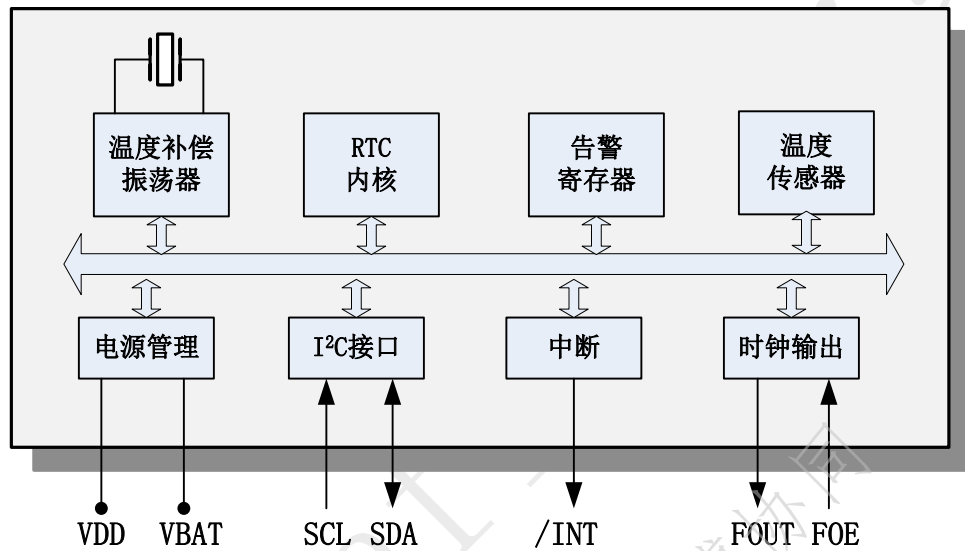 温度补偿
振荡器
RTC
内核
告警
寄存器
温度
传感器
电源管理
I²C接口
中断
时钟输出
VDD VBAT SCL SDA /INT FOUT FOE